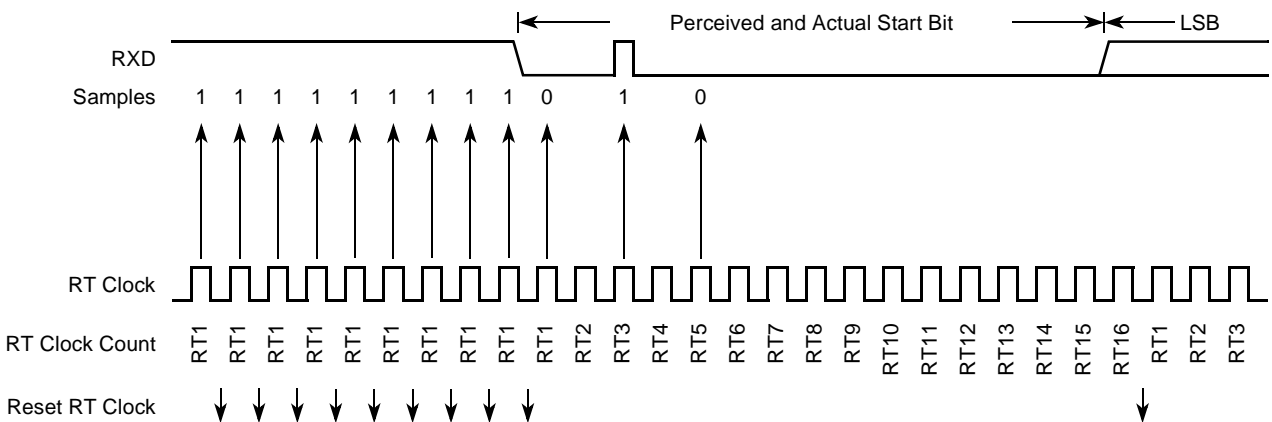 Perceived and Actual Start Bit LSB
RXD
Samples 1 1 1 1 1 1 1 1 1 0 1 0
RT Clock
RT Clock Count RT1 RT1 RT1 RT1 RT1 RT1 RT1 RT1 RT1 RT1 RT2 RT3 RT4 RT5 RT6 RT7 RT8 RT9 RT10 RT11 RT12 RT13 RT14 RT15 RT16 RT1 RT2 RT3
Reset RT Clock